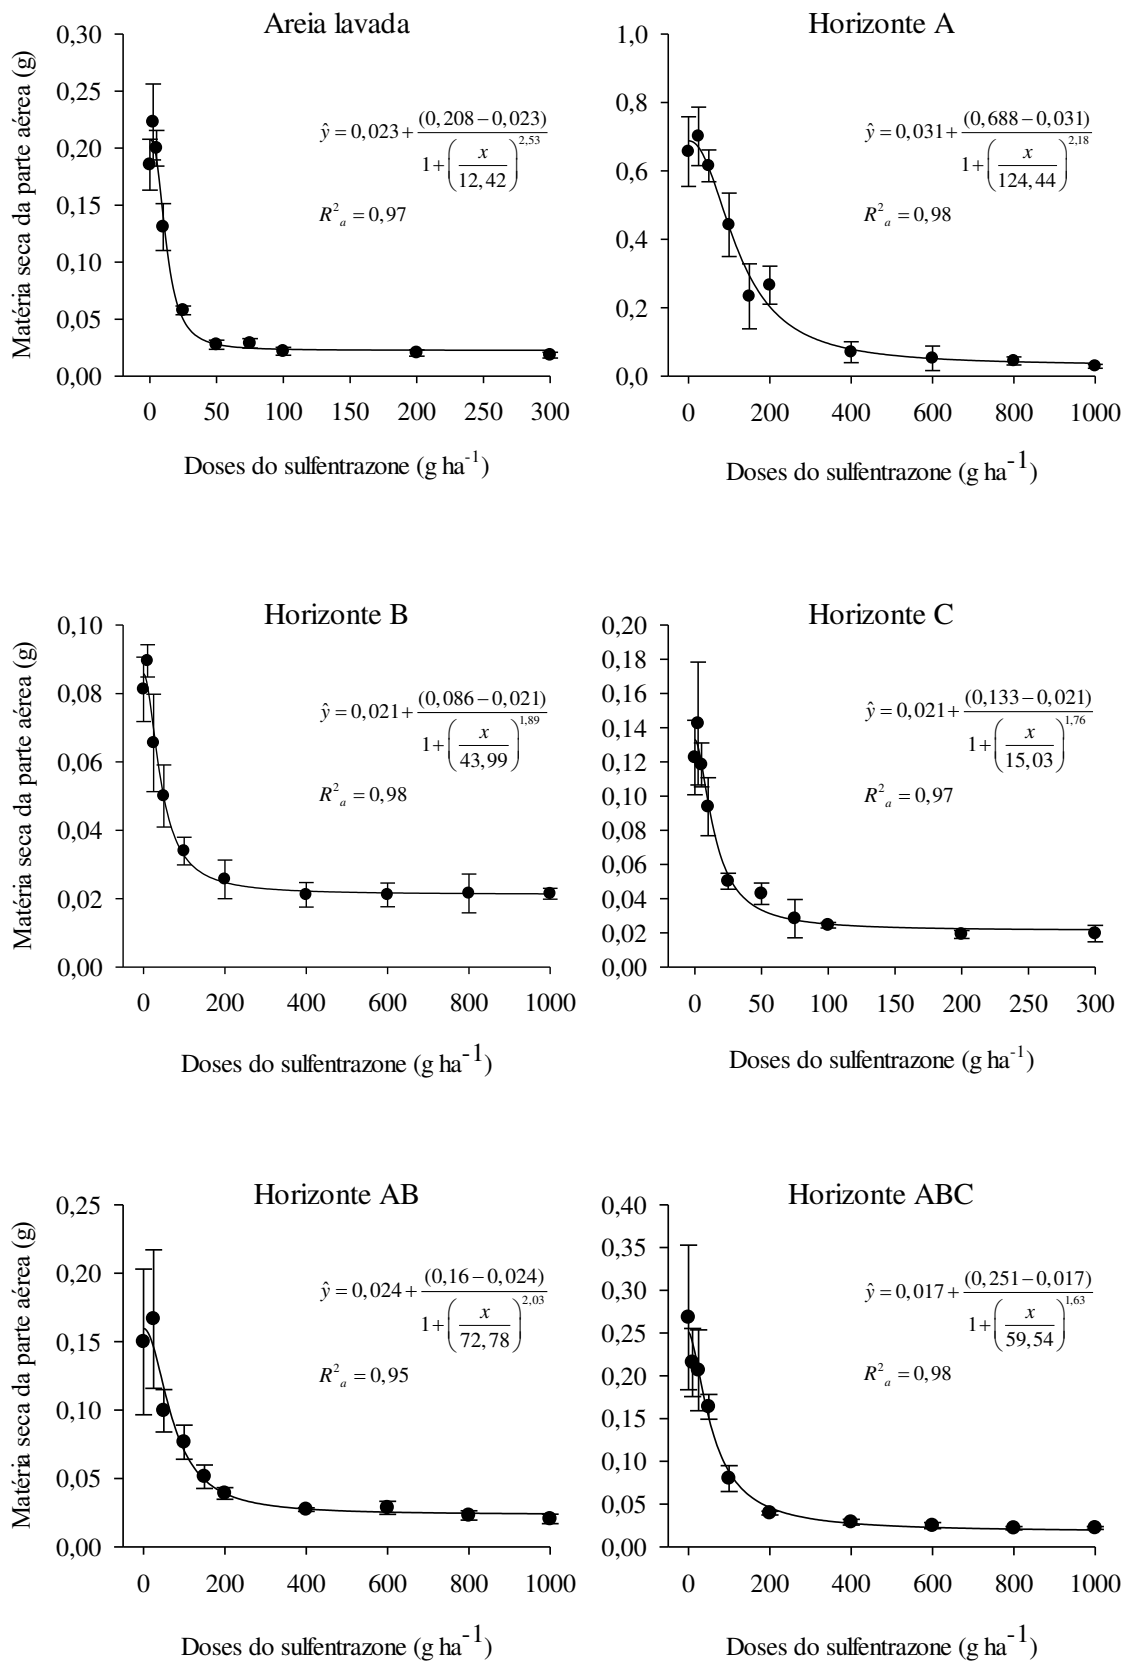 Areia lavada
Matéria seca da parte aérea (g)
0,30
0,25
0,20
0,15
0,10
0,05
0,00
ŷ = 0,023 + (0,208 − 0,023) / 1 + (x / 12,42)^2,53
R²ₐ = 0,97
0 50 100 150 200 250 300
Doses do sulfentrazone (g ha⁻¹)
Horizonte A
1,0
0,8
0,6
0,4
0,2
0,0
ŷ = 0,031 + (0,688 − 0,031) / 1 + (x / 124,44)^2,18
R²ₐ = 0,98
0 200 400 600 800 1000
Doses do sulfentrazone (g ha⁻¹)
Horizonte B
Matéria seca da parte aérea (g)
0,10
0,08
0,06
0,04
0,02
0,00
ŷ = 0,021 + (0,086 − 0,021) / 1 + (x / 43,99)^1,89
R²ₐ = 0,98
0 200 400 600 800 1000
Doses do sulfentrazone (g ha⁻¹)
Horizonte C
0,20
0,18
0,16
0,14
0,12
0,10
0,08
0,06
0,04
0,02
0,00
ŷ = 0,021 + (0,133 − 0,021) / 1 + (x / 15,03)^1,76
R²ₐ = 0,97
0 50 100 150 200 250 300
Doses do sulfentrazone (g ha⁻¹)
Horizonte AB
Matéria seca da parte aérea (g)
0,25
0,20
0,15
0,10
0,05
0,00
ŷ = 0,024 + (0,16 − 0,024) / 1 + (x / 72,78)^2,03
R²ₐ = 0,95
0 200 400 600 800 1000
Doses do sulfentrazone (g ha⁻¹)
Horizonte ABC
0,40
0,35
0,30
0,25
0,20
0,15
0,10
0,05
0,00
ŷ = 0,017 + (0,251 − 0,017) / 1 + (x / 59,54)^1,63
R²ₐ = 0,98
0 200 400 600 800 1000
Doses do sulfentrazone (g ha⁻¹)